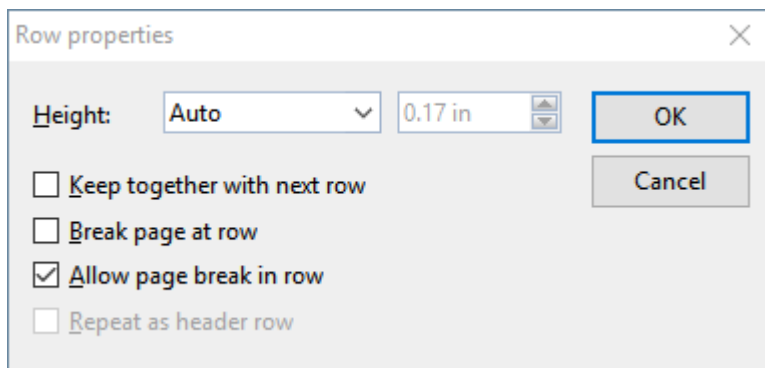 Row properties
Height: Auto 0.17 in OK
Keep together with next row Cancel
Break page at row
Allow page break in row
Repeat as header row